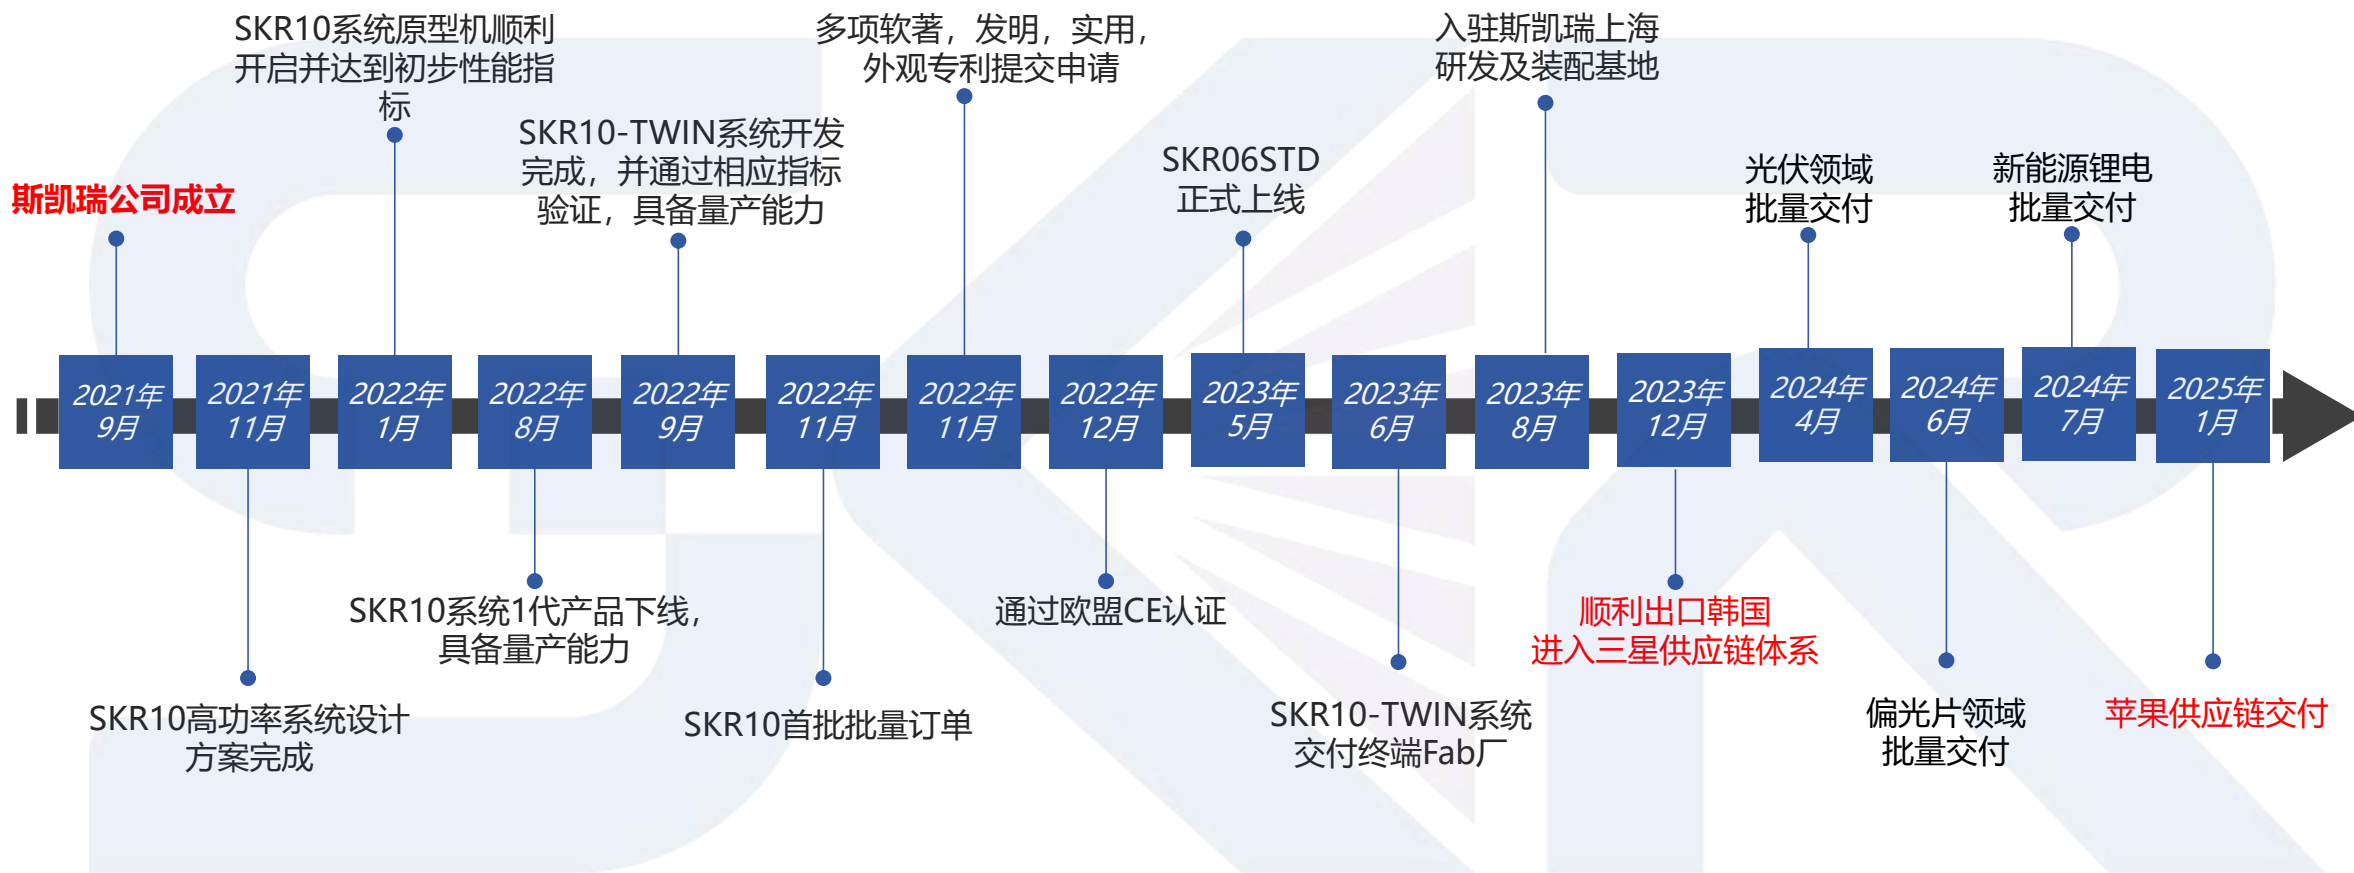 斯凯瑞公司成立
2021年
9月
2021年
11月
SKR10高功率系统设计
方案完成
SKR10系统原型机顺利
开启并达到初步性能指
标
2022年
1月
2022年
8月
SKR10系统1代产品下线，
具备量产能力
SKR10-TWIN系统开发
完成，并通过相应指标
验证，具备量产能力
2022年
9月
2022年
11月
SKR10首批批量订单
多项软著，发明，实用，
外观专利提交申请
2022年
11月
2022年
12月
通过欧盟CE认证
SKR06STD
正式上线
2023年
5月
2023年
6月
SKR10-TWIN系统
交付终端Fab厂
入驻斯凯瑞上海
研发及装配基地
2023年
8月
2023年
12月
顺利出口韩国
进入三星供应链体系
光伏领域
批量交付
2024年
4月
2024年
6月
偏光片领域
批量交付
新能源锂电
批量交付
2024年
7月
2025年
1月
苹果供应链交付
SKR